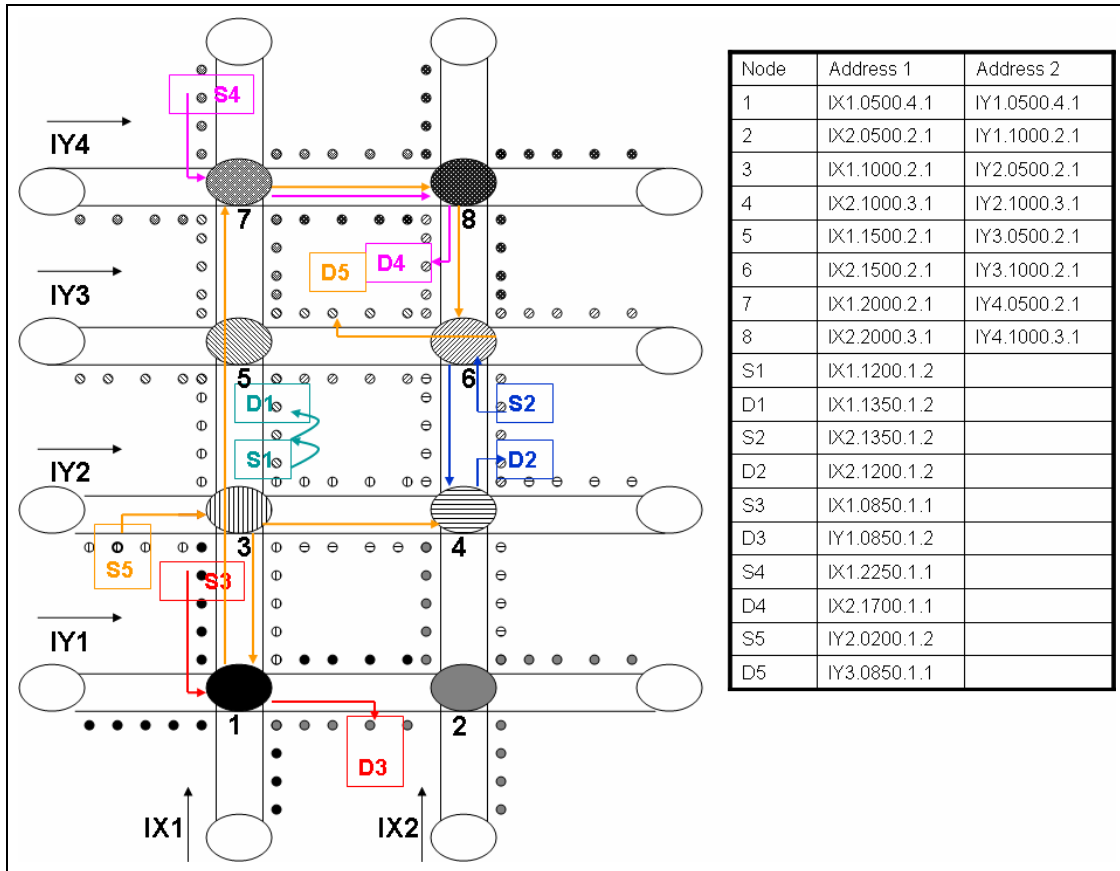 S4
IY4
7
8
D5
D4
IY3
5
6
D1
S2
S1
D2
IY2
3
4
S5
S3
IY1
1
2
D3
IX1
IX2
Node Address 1 Address 2
1 IX1.0500.4.1 IY1.0500.4.1
2 IX2.0500.2.1 IY1.1000.2.1
3 IX1.1000.2.1 IY2.0500.2.1
4 IX2.1000.3.1 IY2.1000.3.1
5 IX1.1500.2.1 IY3.0500.2.1
6 IX2.1500.2.1 IY3.1000.2.1
7 IX1.2000.2.1 IY4.0500.2.1
8 IX2.2000.3.1 IY4.1000.3.1
S1 IX1.1200.1.2
D1 IX1.1350.1.2
S2 IX2.1350.1.2
D2 IX2.1200.1.2
S3 IX1.0850.1.1
D3 IY1.0850.1.2
S4 IX1.2250.1.1
D4 IX2.1700.1.1
S5 IY2.0200.1.2
D5 IY3.0850.1.1